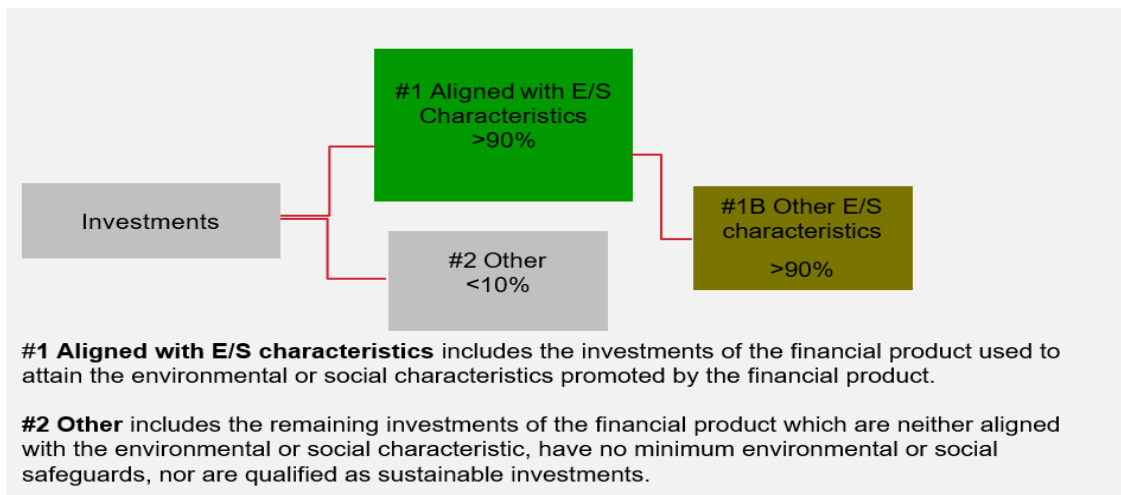 #1 Aligned with E/S
Characteristics
>90%
Investments
#1B Other E/S
characteristics
>90%
#2 Other
<10%
#1 Aligned with E/S characteristics includes the investments of the financial product used to
attain the environmental or social characteristics promoted by the financial product.
#2 Other includes the remaining investments of the financial product which are neither aligned
with the environmental or social characteristic, have no minimum environmental or social
safeguards, nor are qualified as sustainable investments.